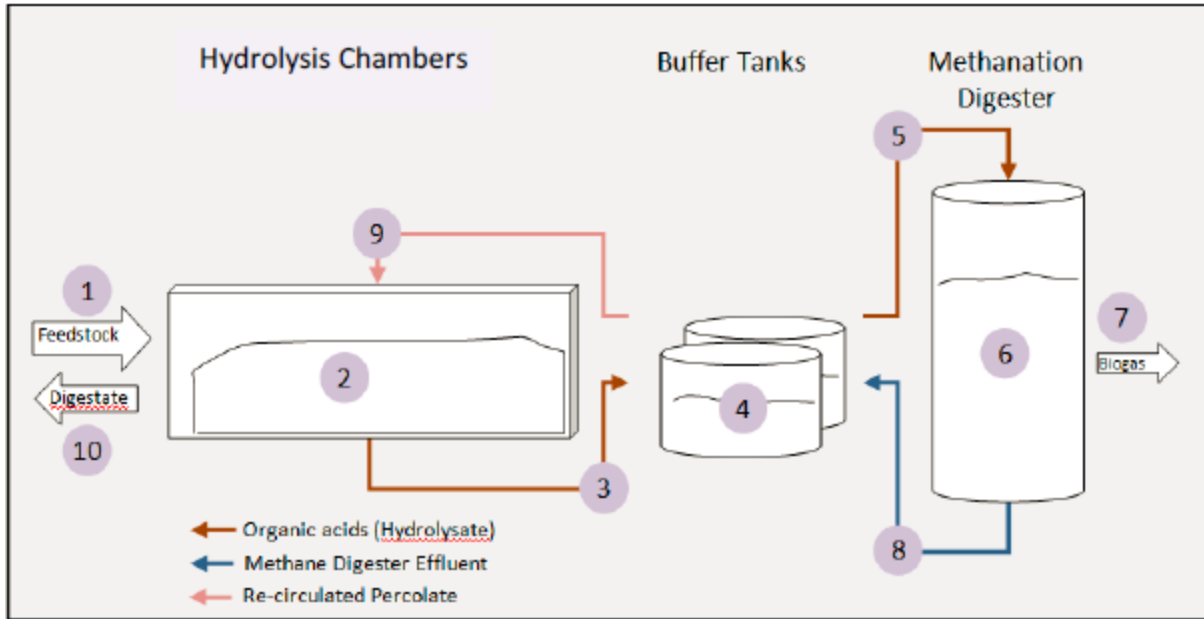 Hydrolysis Chambers
Buffer Tanks
Methanation
Digester
5
9
1
Feedstock
7
Biogas
2
6
4
Digestate
10
3
8
Organic acids (Hydrolysate)
Methane Digester Effluent
Re-circulated Percolate